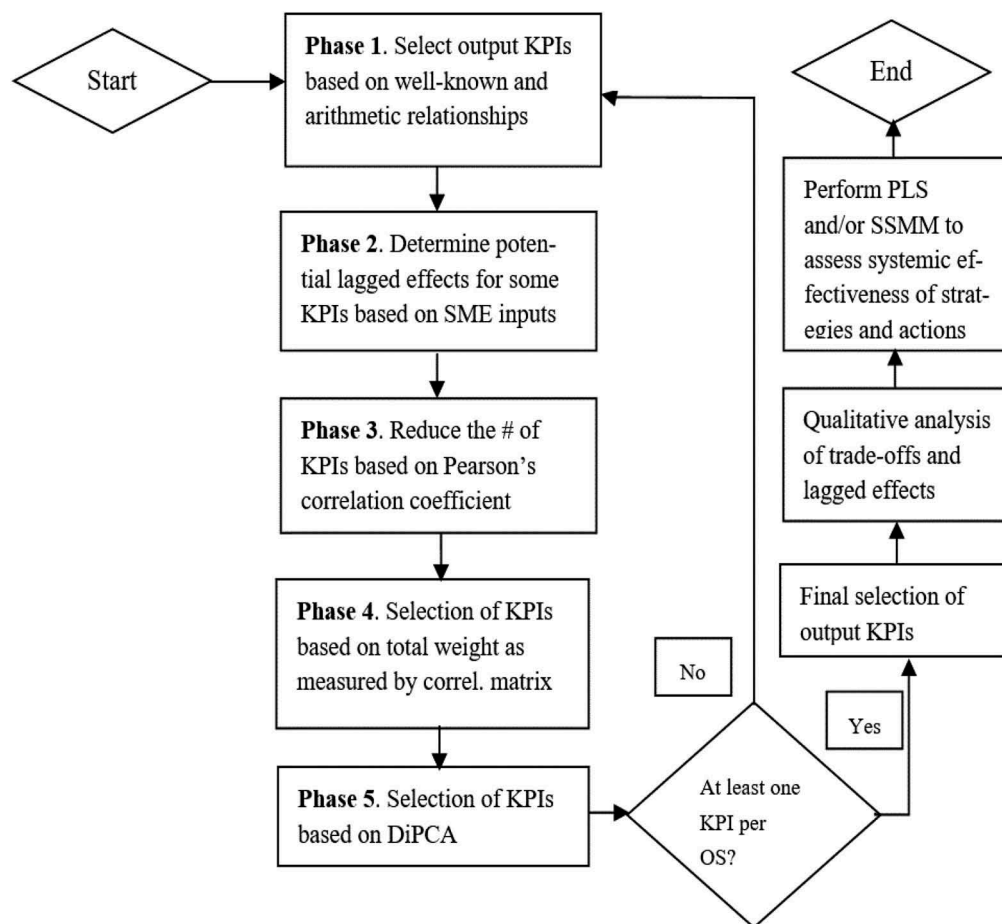 Start
Phase 1. Select output KPIs
based on well-known and
arithmetic relationships
Phase 2. Determine poten-
tial lagged effects for some
KPIs based on SME inputs
Phase 3. Reduce the # of
KPIs based on Pearson's
correlation coefficient
Phase 4. Selection of KPIs
based on total weight as
measured by correl. matrix
Phase 5. Selection of KPIs
based on DiPCA
At least one
KPI per
OS?
No
Yes
Final selection of
output KPIs
Qualitative analysis
of trade-offs and
lagged effects
Perform PLS
and/or SSMM to
assess systemic ef-
fectiveness of strat-
egies and actions
End